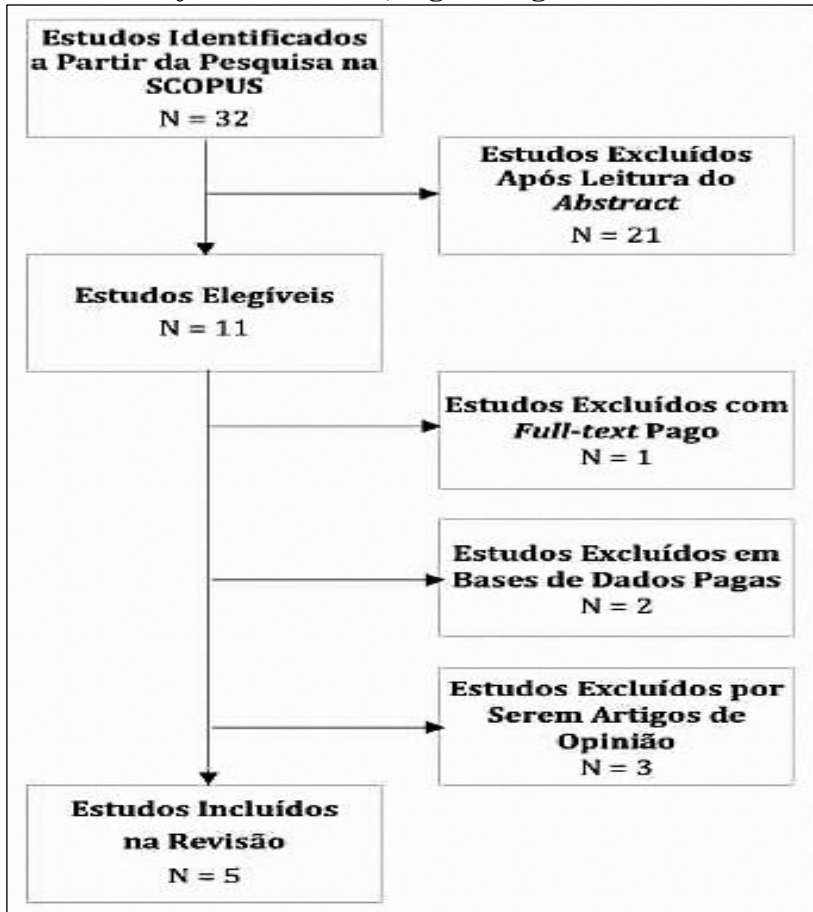 Estudos Identificados
a Partir da Pesquisa na
SCOPUS
N = 32
Estudos Excluídos
Após Leitura do
Abstract
N = 21
Estudos Elegíveis
N = 11
Estudos Excluídos com
Full-text Pago
N = 1
Estudos Excluídos em
Bases de Dados Pagas
N = 2
Estudos Excluídos por
Serem Artigos de
Opinião
N = 3
Estudos Incluídos
na Revisão
N = 5